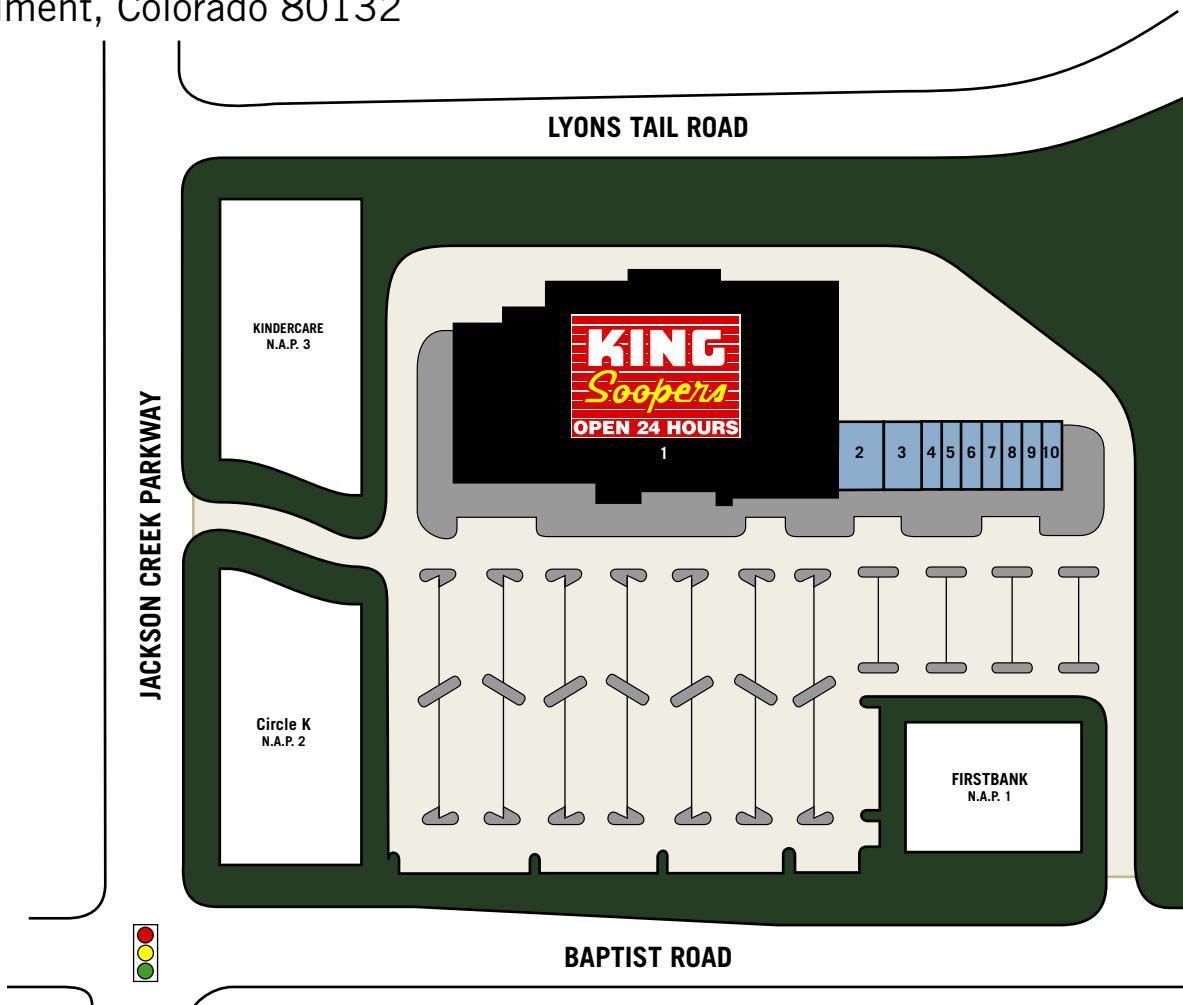 lment, Colorado 80132
LYONS TAIL ROAD
KINDERCARE
N.A.P. 3
KING
Soopers
OPEN 24 HOURS
1
2 3 4 5 6 7 8 9 10
JACKSON CREEK PARKWAY
Circle K
N.A.P. 2
FIRSTBANK
N.A.P. 1
BAPTIST ROAD